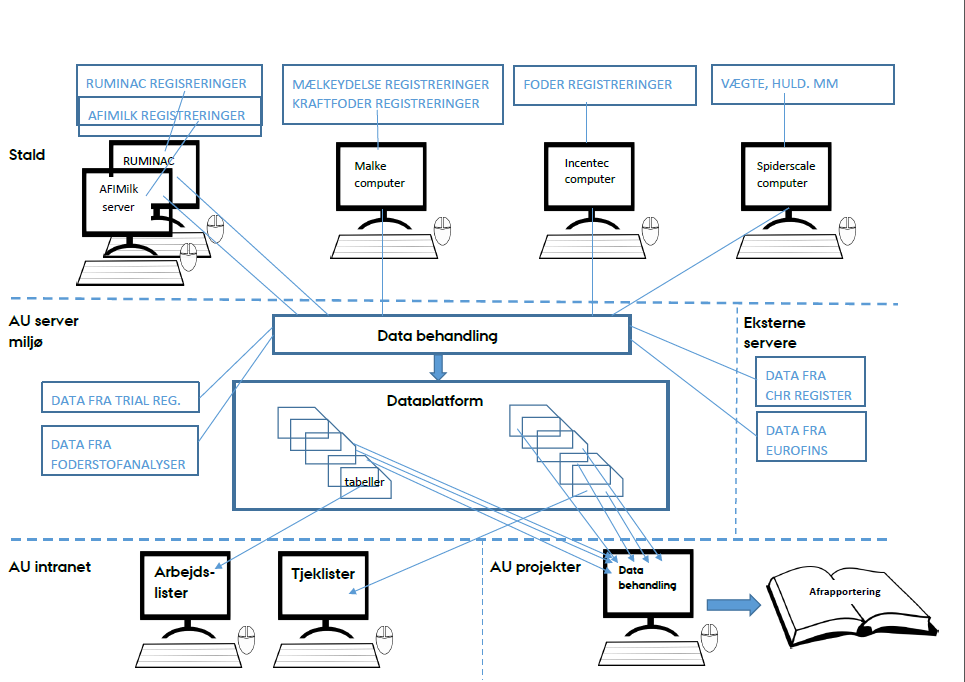 RUMINAC REGISRERINGER
AFIMILK REGISTRERINGER
MÆLKEYDELSE REGISTRERINGER
KRAFTFODER REGISTRERINGER
FODER REGISTRERINGER
VÆGTE, HULD. MM
Stald
RUMINAC
AFIMilk
server
Malke
computer
Incentec
computer
Spiderscale
computer
AU server
miljø
Data behandling
Eksterne
servere
DATA FRA TRIAL REG.
DATA FRA
FODERSTOFANALYSER
Dataplatform
tabeller
DATA FRA
CHR REGISTER
DATA FRA
EUROFINS
AU intranet
Arbejds-
lister
Tjeklister
AU projekter
Data
behandling
Afrapportering